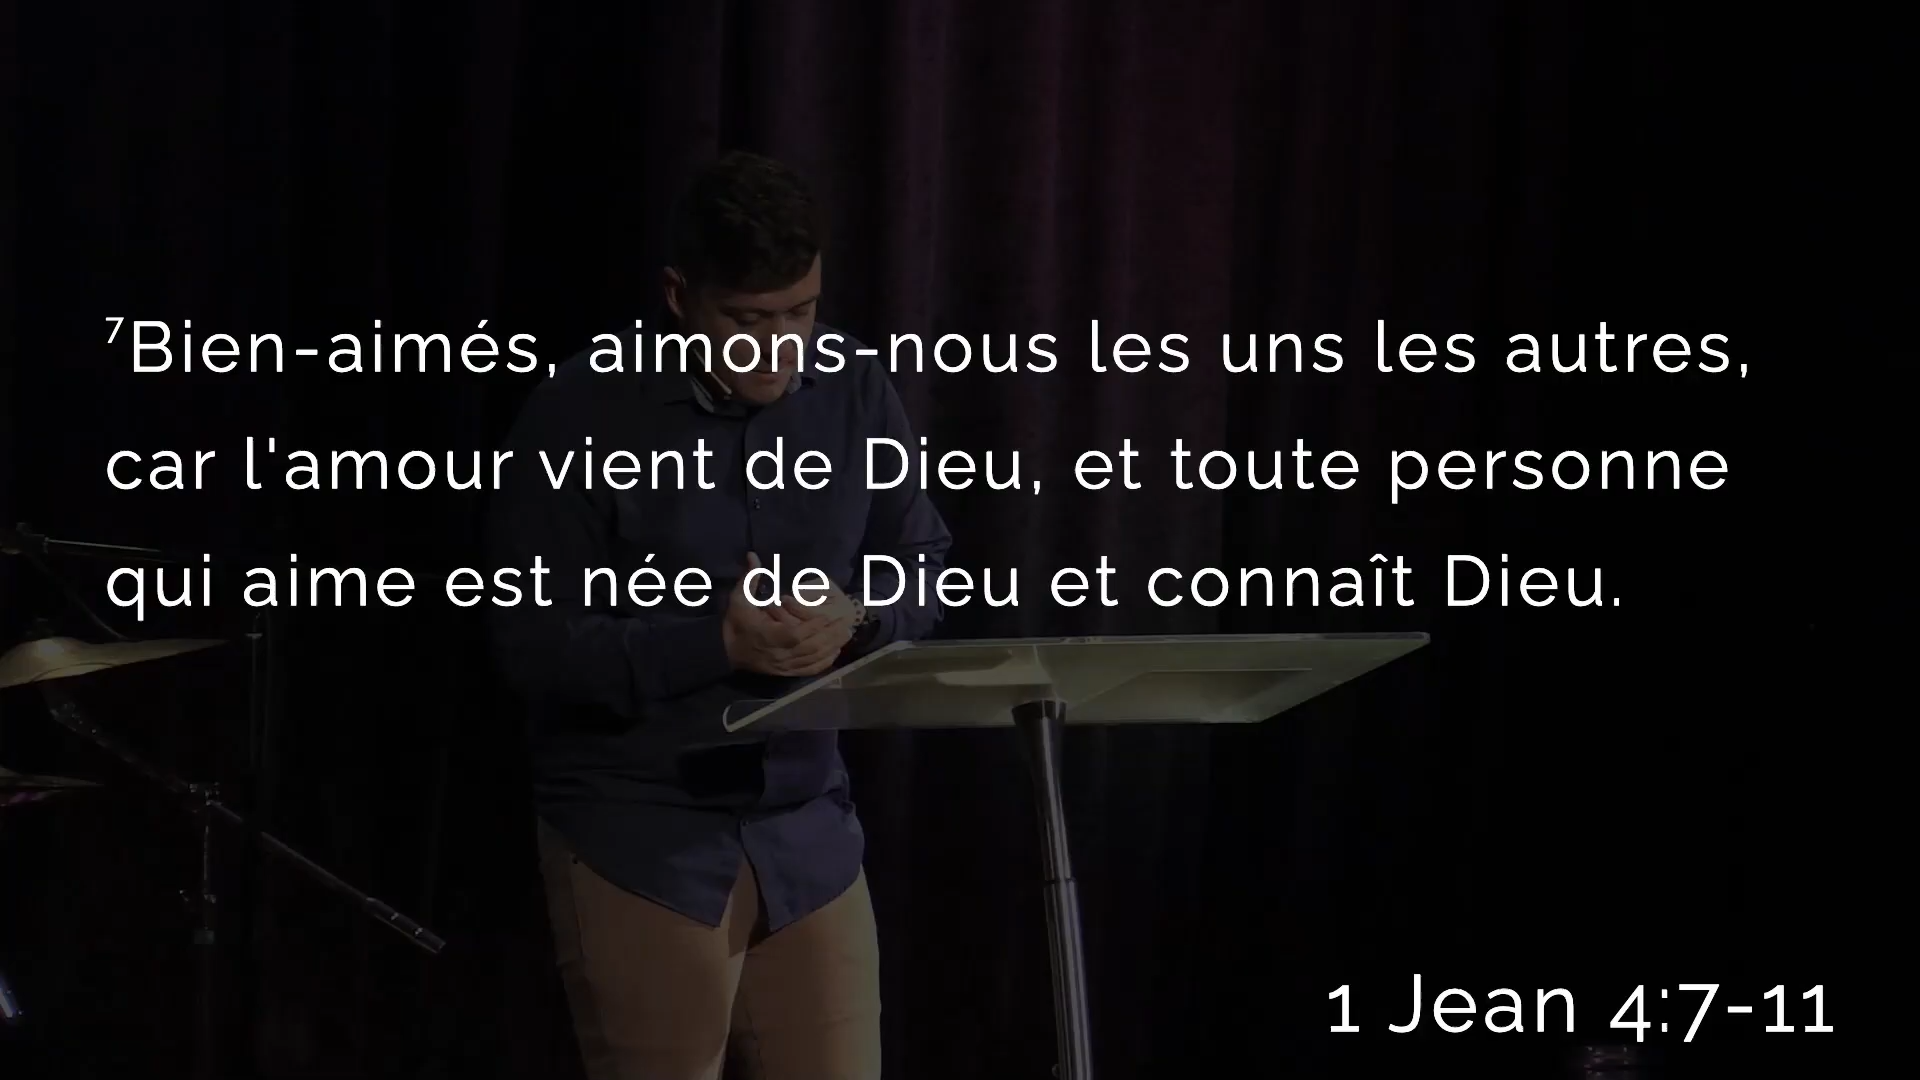 ⁷Bien-aimés, aimons-nous les uns les autres,
car l'amour vient de Dieu, et toute personne
qui aime est née de Dieu et connaît Dieu.
1 Jean 4:7-11